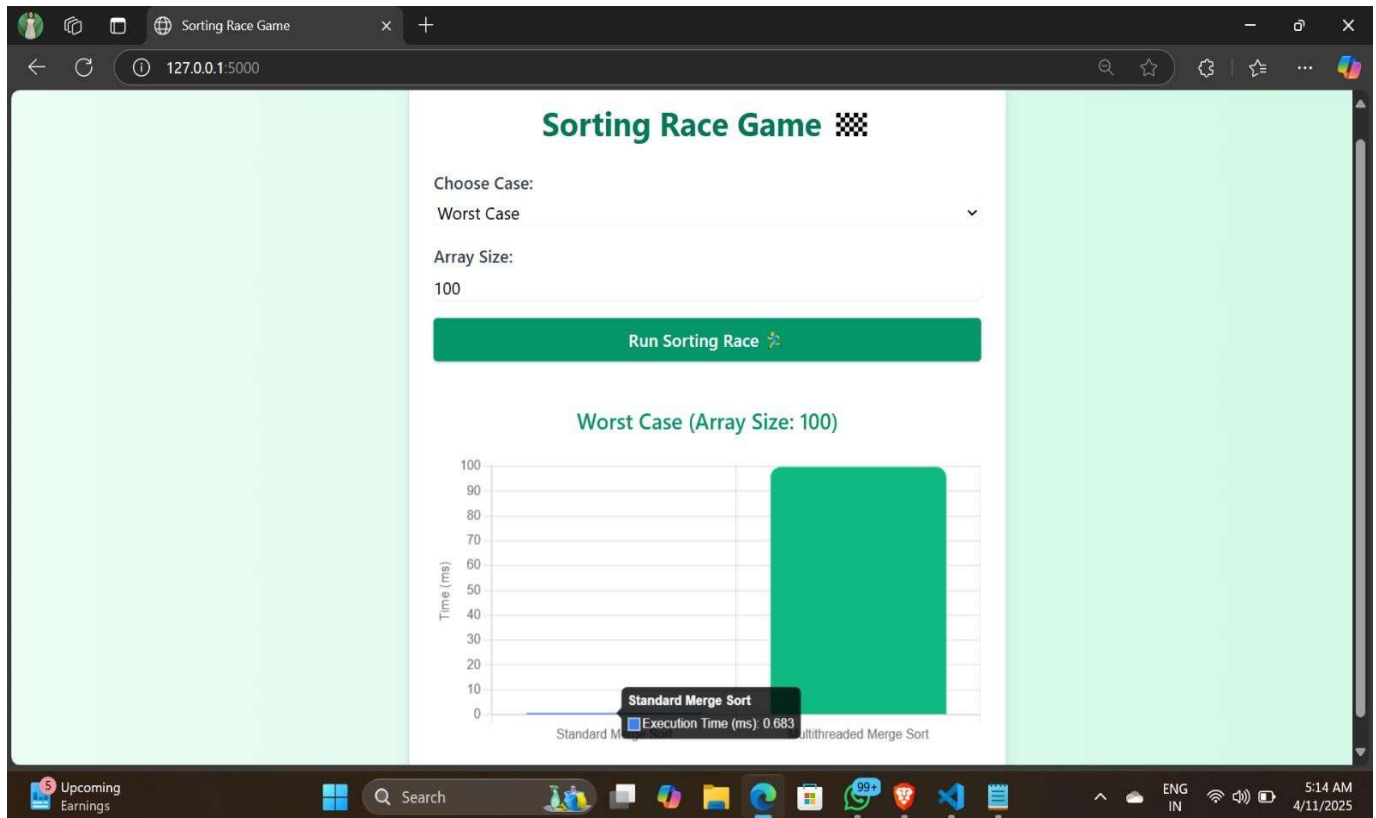 Sorting Race Game
127.0.0.1:5000
Sorting Race Game
Choose Case:
Worst Case
Array Size:
100
Run Sorting Race
Worst Case (Array Size: 100)
100
90
80
70
60
50
40
30
20
10
0
Time (ms)
Standard Merge Sort
Execution Time (ms): 0.683
Standard M
ultithreaded Merge Sort
5
Upcoming
Earnings
Search
99+
ENG
IN
5:14 AM
4/11/2025